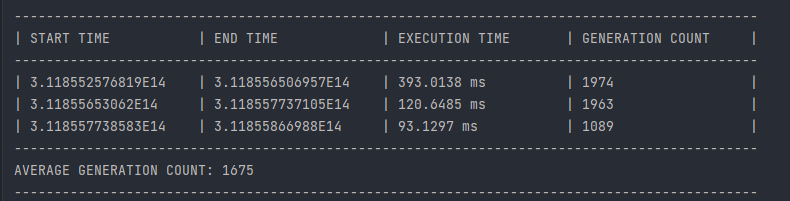 ---------------------------------------------------------------------------------------------
| START TIME           | END TIME             | EXECUTION TIME       | GENERATION COUNT     |
---------------------------------------------------------------------------------------------
| 3.118552576819E14    | 3.118556506957E14    | 393.0138 ms          | 1974                 |
| 3.11855653062E14     | 3.118557737105E14    | 120.6485 ms          | 1963                 |
| 3.118557738583E14    | 3.11855866988E14     | 93.1297 ms           | 1089                 |
---------------------------------------------------------------------------------------------
AVERAGE GENERATION COUNT: 1675
---------------------------------------------------------------------------------------------